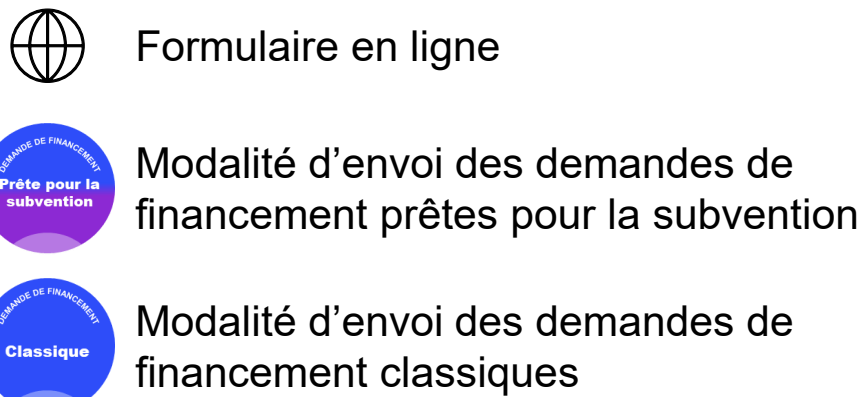 Formulaire en ligne
DEMANDE DE FINANCEMENT
Prête pour la
subvention
Modalité d’envoi des demandes de
financement prêtes pour la subvention
DEMANDE DE FINANCEMENT
Classique
Modalité d’envoi des demandes de
financement classiques